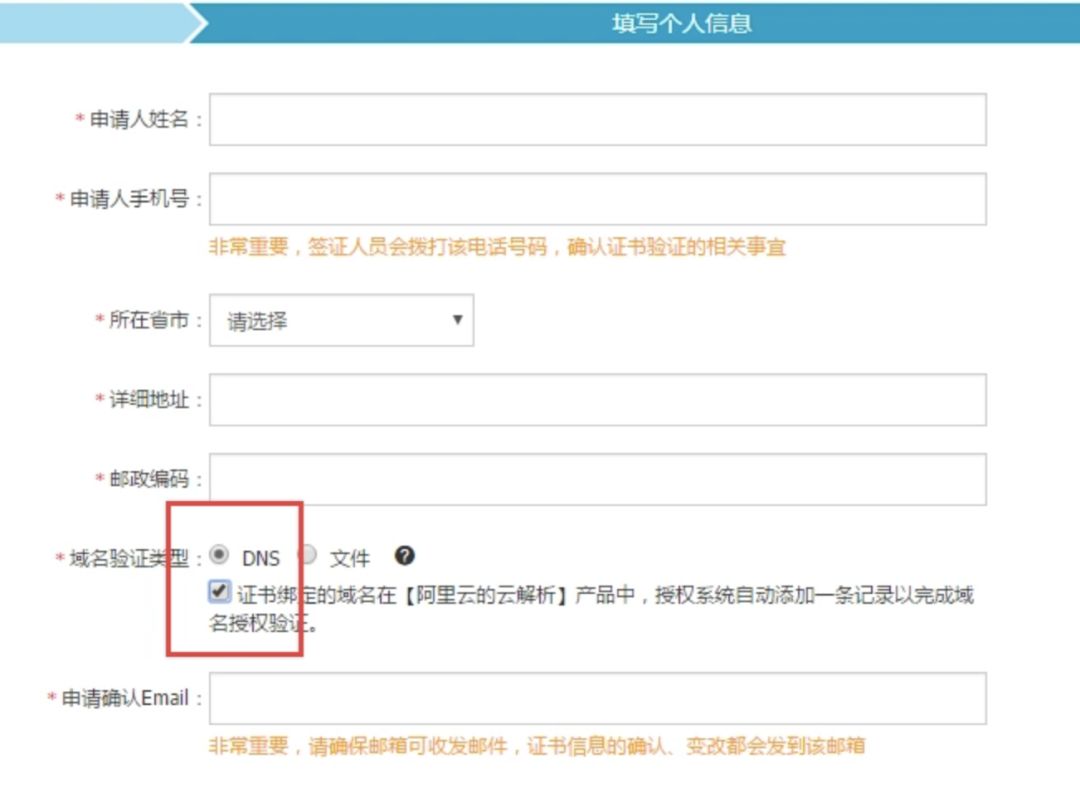 填写个人信息
* 申请人姓名：
* 申请人手机号：
非常重要，签证人员会拨打该电话号码，确认证书验证的相关事宜
* 所在省市： 请选择
* 详细地址：
* 邮政编码：
* 域名验证类型： DNS 文件
证书绑定的域名在【阿里云的云解析】产品中，授权系统自动添加一条记录以完成域
名授权验证。
* 申请确认Email：
非常重要，请确保邮箱可收发邮件，证书信息的确认、变改都会发到该邮箱